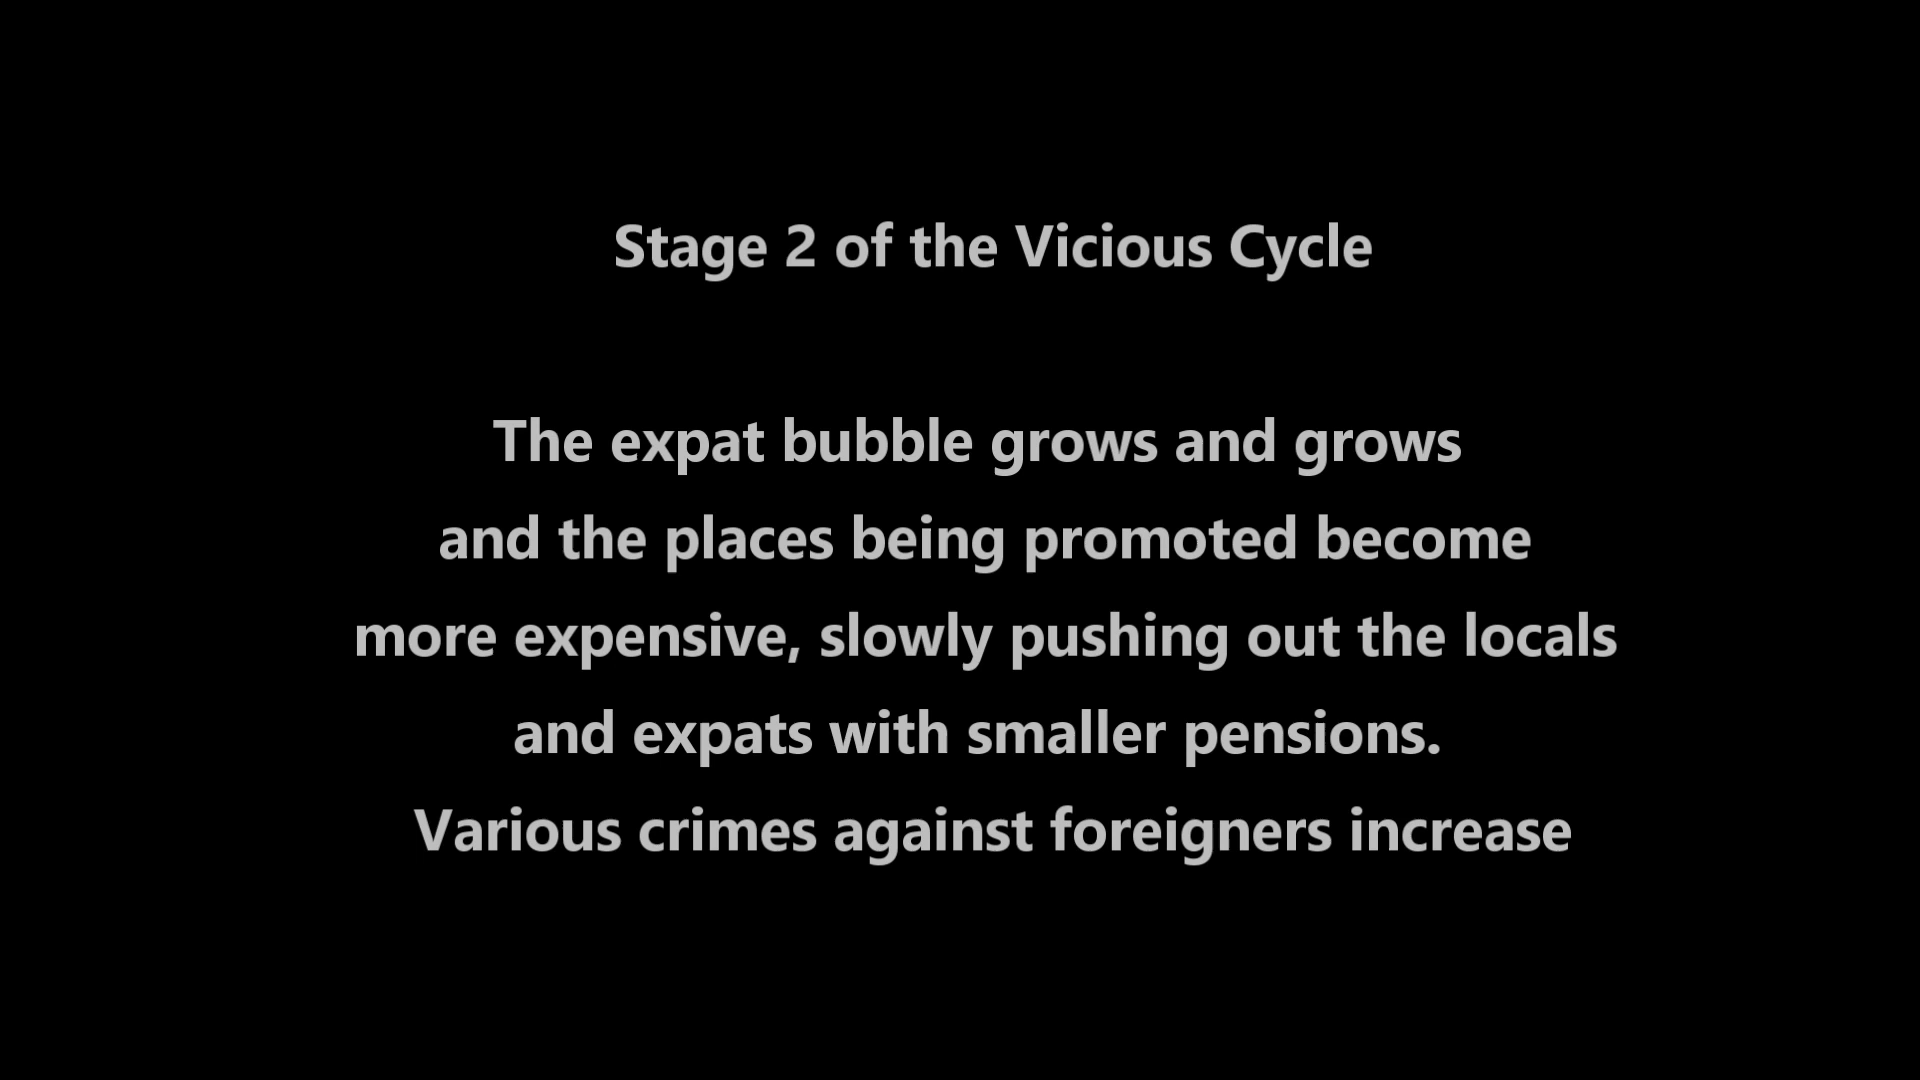 Stage 2 of the Vicious Cycle
The expat bubble grows and grows
and the places being promoted become
more expensive, slowly pushing out the locals
and expats with smaller pensions.
Various crimes against foreigners increase